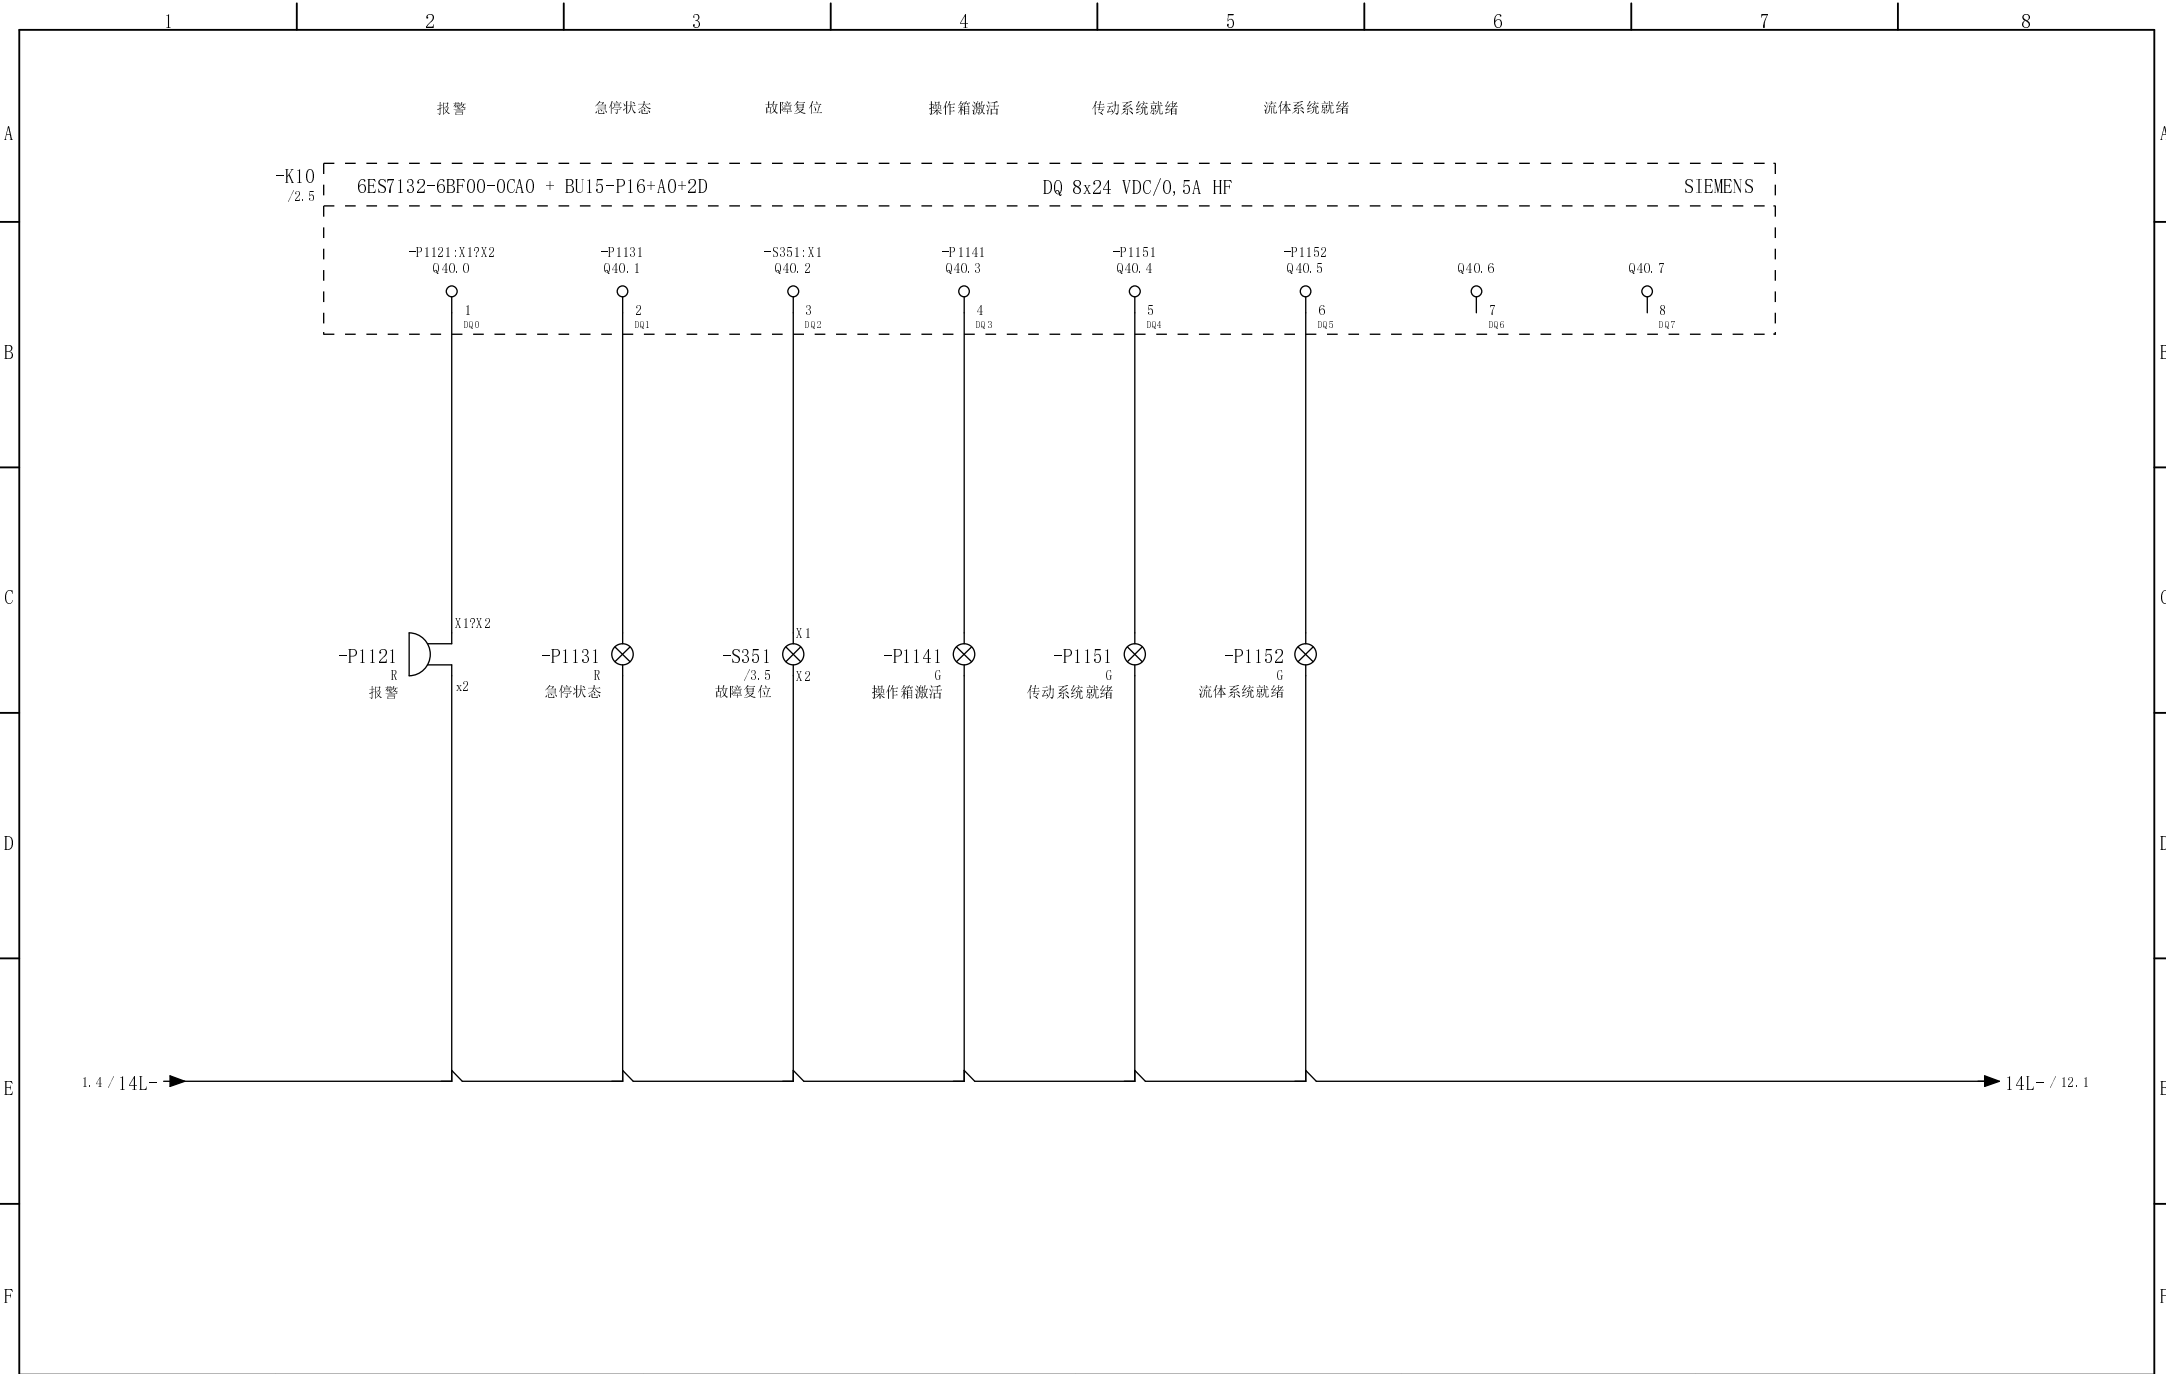 1 2 3 4 5 6 7 8
报警 急停状态 故障复位 操作箱激活 传动系统就绪 流体系统就绪
A A
-K10 6ES7132-6BF00-0CA0 + BU15-P16+A0+2D DQ 8x24 VDC/0,5A HF SIEMENS
/2.5
-P1121:X1?X2 -P1131 -S351:X1 -P1141 -P1151 -P1152
Q40.0 Q40.1 Q40.2 Q40.3 Q40.4 Q40.5 Q40.6 Q40.7
1 2 3 4 5 6 7 8
DQ0 DQ1 DQ2 DQ3 DQ4 DQ5 DQ6 DQ7
B B
C C
X1?X2 X1
-P1121 -P1131 -S351 -P1141 -P1151 -P1152
R R /3.5 X2 G G G
报警 x2 急停状态 故障复位 操作箱激活 传动系统就绪 流体系统就绪
D D
1.4/14L- 14L-/12.1
E E
F F